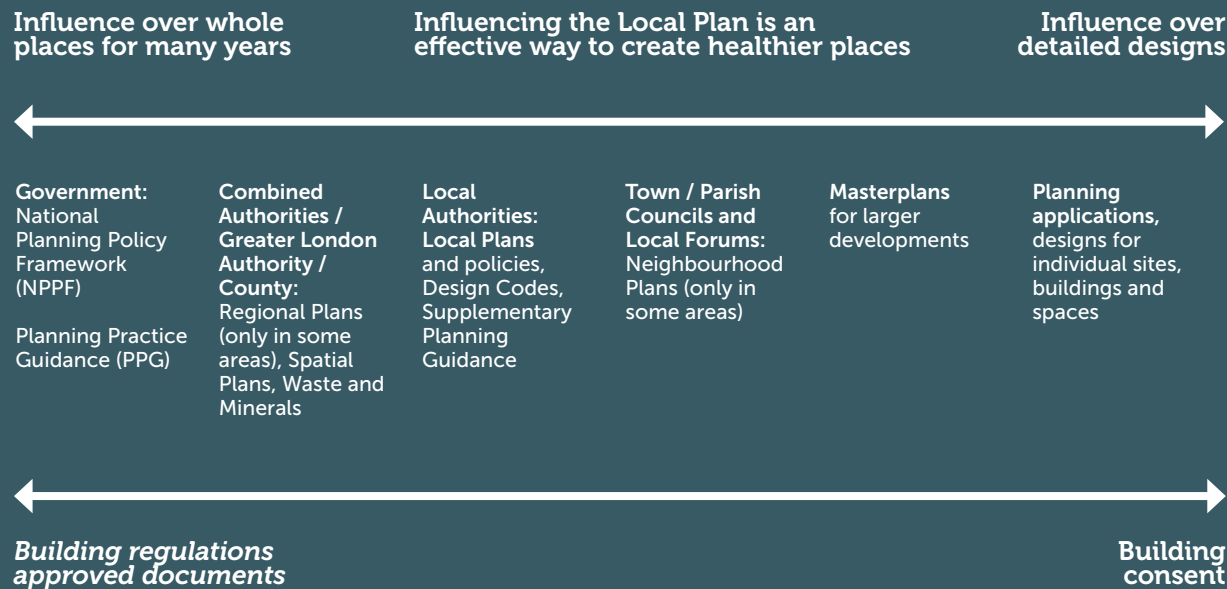 Influence over whole
places for many years
Influencing the Local Plan is an
effective way to create healthier places
Influence over
detailed designs
Government:
National
Planning Policy
Framework
(NPPF)
Planning Practice
Guidance (PPG)
Combined
Authorities /
Greater London
Authority /
County:
Regional Plans
(only in some
areas), Spatial
Plans, Waste and
Minerals
Local
Authorities:
Local Plans
and policies,
Design Codes,
Supplementary
Planning
Guidance
Town / Parish
Councils and
Local Forums:
Neighbourhood
Plans (only in
some areas)
Masterplans
for larger
developments
Planning
applications,
designs for
individual sites,
buildings and
spaces
Building regulations
approved documents
Building
consent